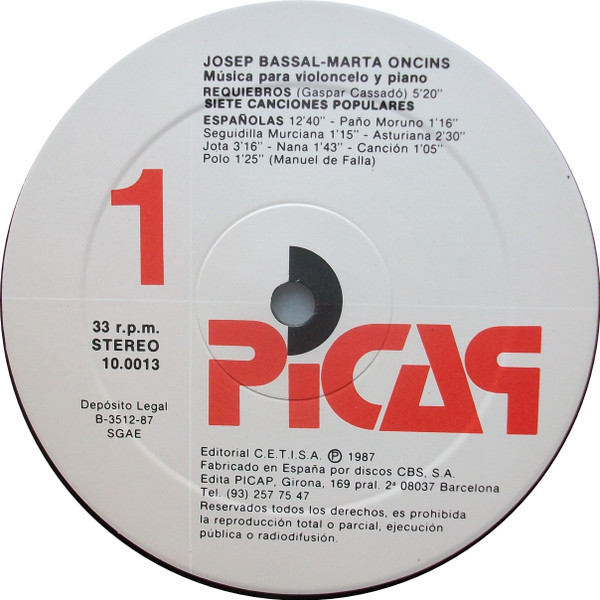 JOSEP BASSAL-MARTA ONCINS
Música para violoncelo y piano
REQUIEBROS (Gaspar Cassadó) 5'20"
SIETE CANCIONES POPULARES
ESPAÑOLAS 12'40" - Paño Moruno 1'16"
Seguidilla Murciana 1'15" - Asturiana 2'30"
Jota 3'16" - Nana 1'43" - Canción 1'05"
Polo 1'25" (Manuel de Falla)
1
33 r.p.m.
STEREO
10.0013
PICAP
Depósito Legal
B-3512-87
SGAE
Editorial C.E.T.I.S.A. Ⓟ 1987
Fabricado en España por discos CBS, S.A.
Edita PICAP, Girona, 169 pral. 2ª 08037 Barcelona
Tel. (93) 257 75 47
Reservados todos los derechos, es prohibida
la reproducción total o parcial, ejecución
pública o radiodifusión.